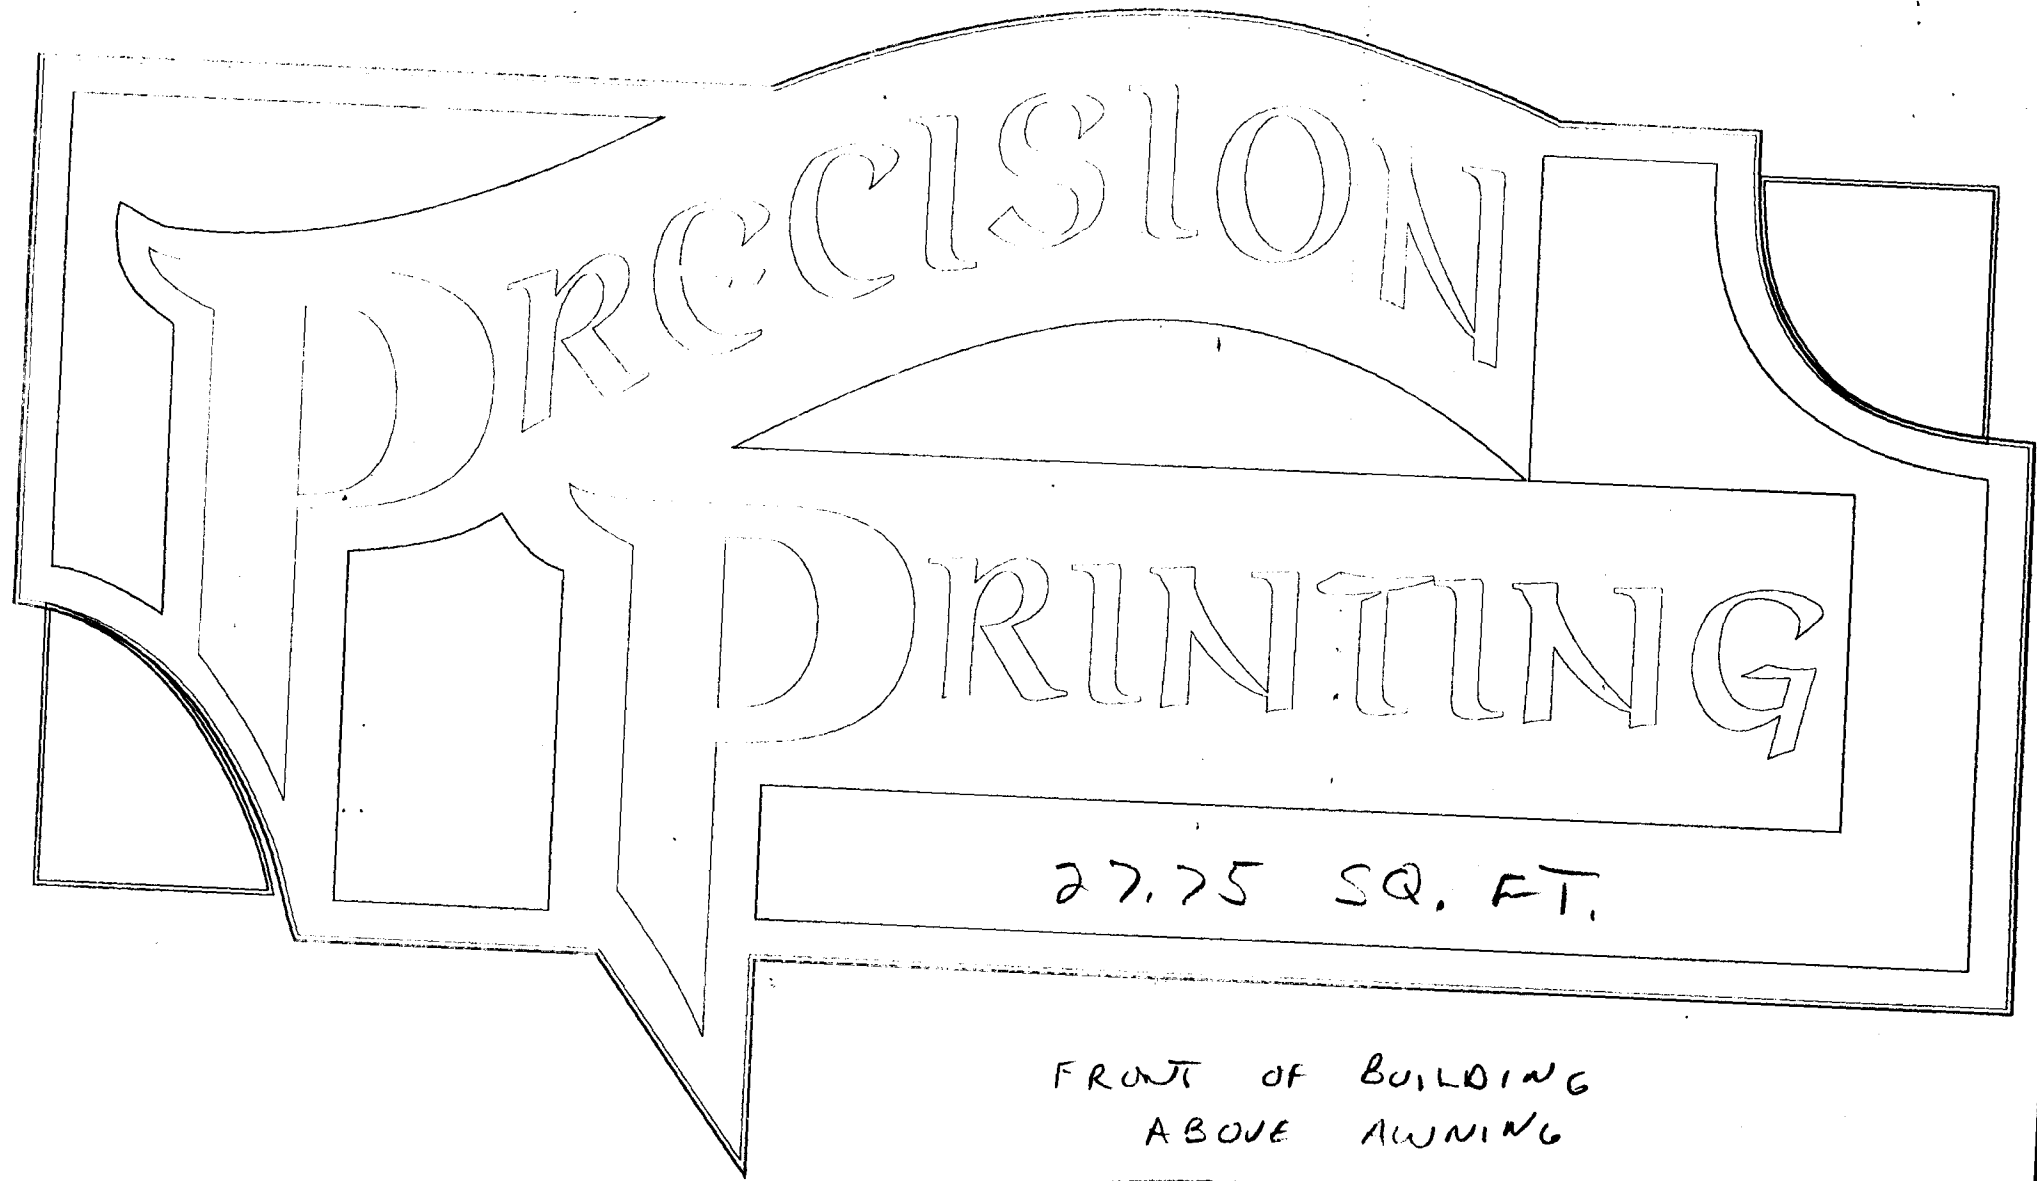 PRECISION
PRINTING
27.75 SQ. FT.
FRONT OF BUILDING
ABOVE AWNING